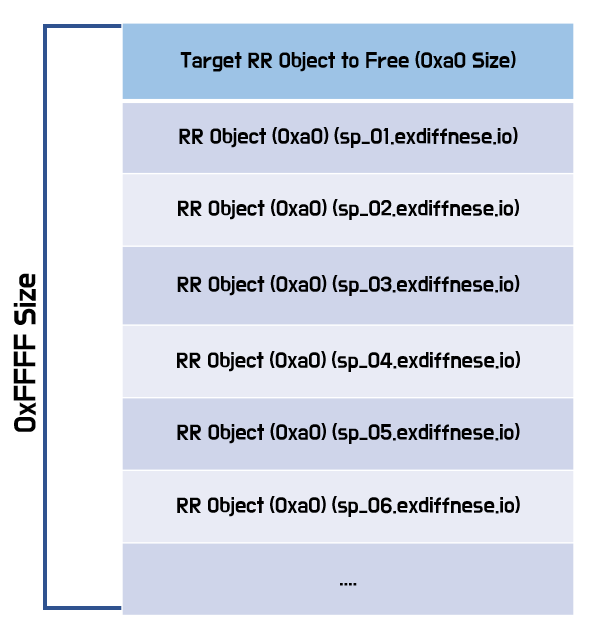 Target RR Object to Free (0xa0 Size)
RR Object (0xa0) (sp_01.exdiffnese.io)
RR Object (0xa0) (sp_02.exdiffnese.io)
RR Object (0xa0) (sp_03.exdiffnese.io)
RR Object (0xa0) (sp_04.exdiffnese.io)
RR Object (0xa0) (sp_05.exdiffnese.io)
RR Object (0xa0) (sp_06.exdiffnese.io)
....
0xFFFF Size